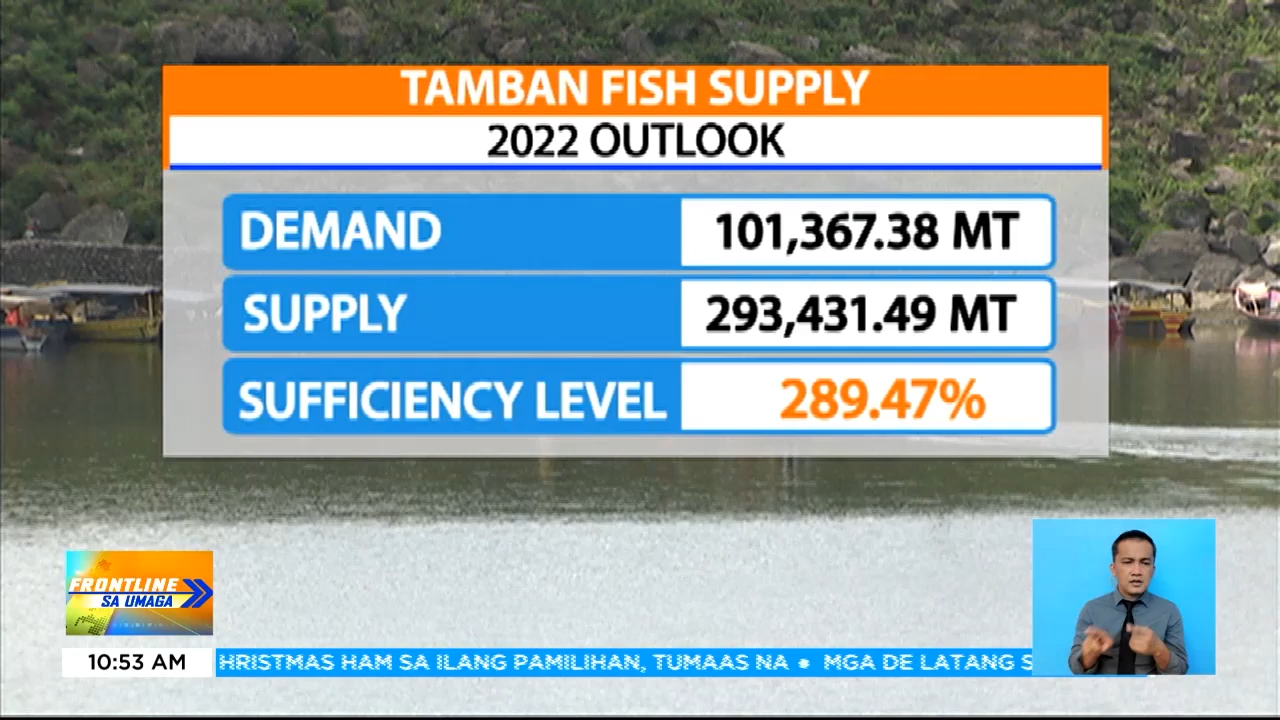 TAMBAN FISH SUPPLY
2022 OUTLOOK
DEMAND 101,367.38 MT
SUPPLY 293,431.49 MT
SUFFICIENCY LEVEL 289.47%
FRONTLINE
SA UMAGA
10:53 AM HRISTMAS HAM SA ILANG PAMILIHAN, TUMAAS NA • MGA DE LATANG S